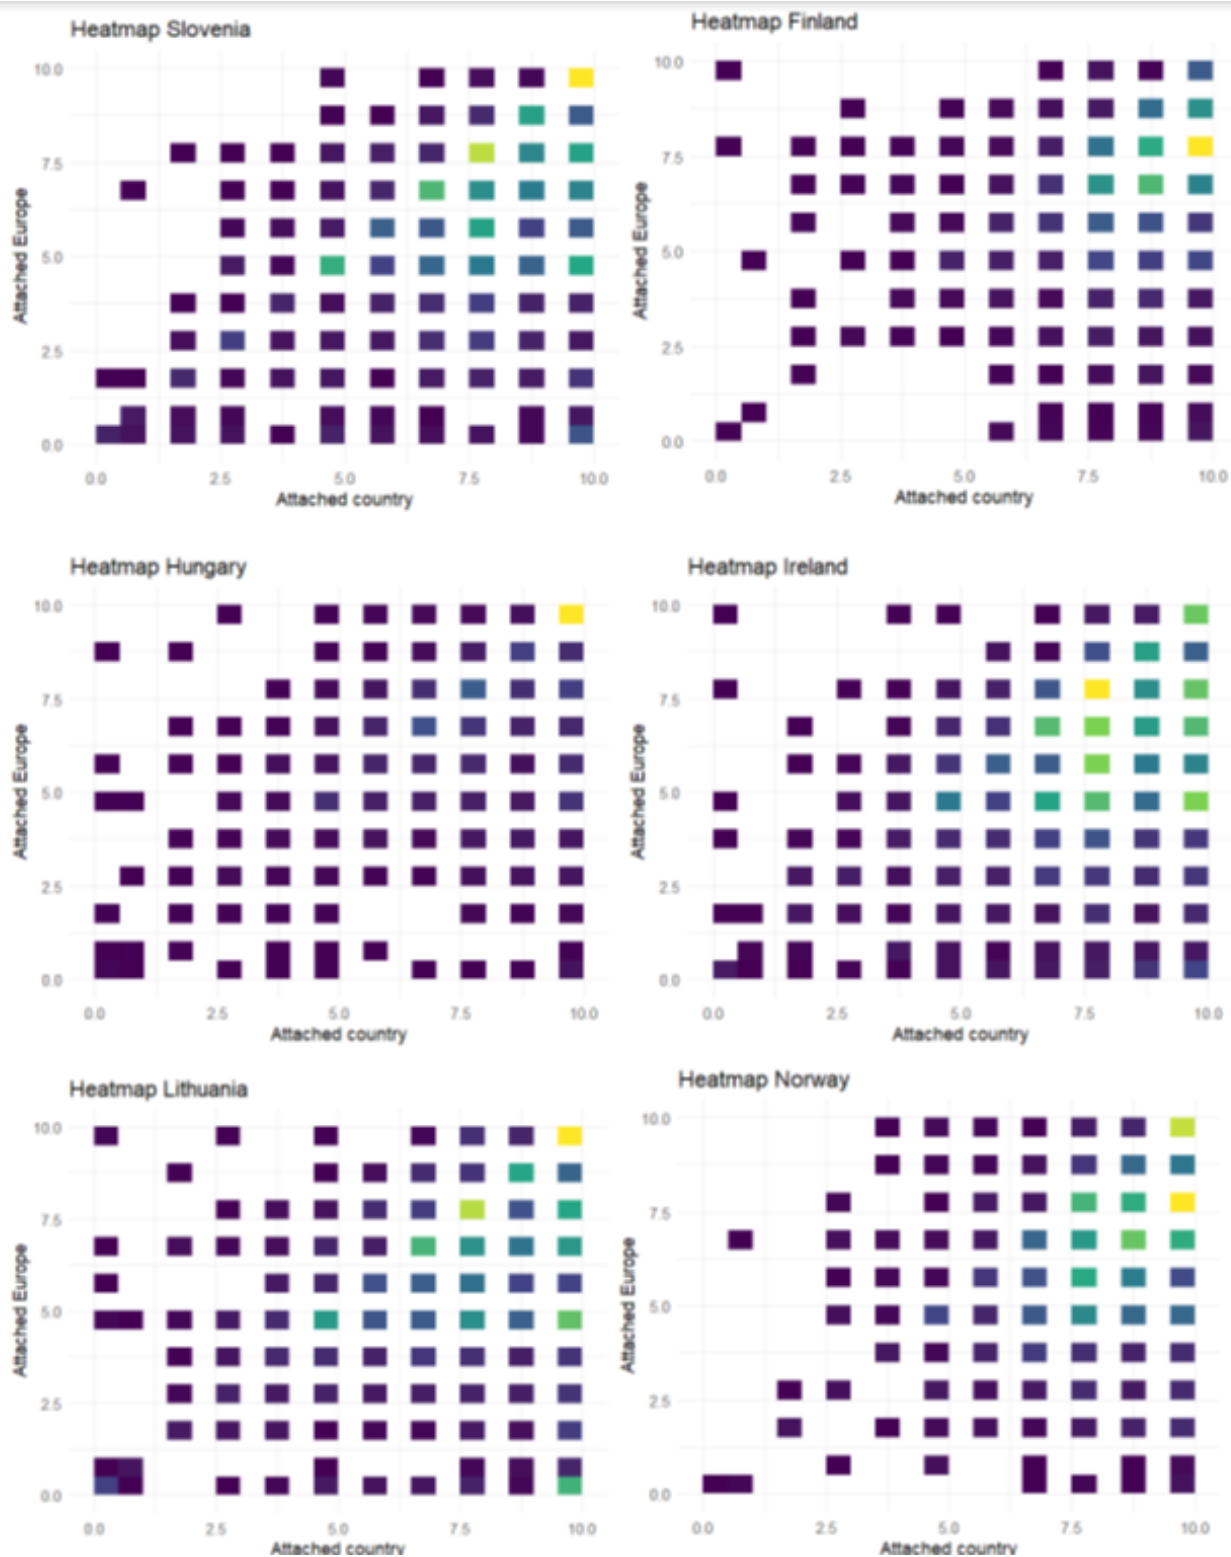 Heatmap Slovenia
Attached Europe
10.0
7.5
5.0
2.5
0.0
0.0 2.5 5.0 7.5 10.0
Attached country
Heatmap Finland
Attached Europe
10.0
7.5
5.0
2.5
0.0
0.0 2.5 5.0 7.5 10.0
Attached country
Heatmap Hungary
Attached Europe
10.0
7.5
5.0
2.5
0.0
0.0 2.5 5.0 7.5 10.0
Attached country
Heatmap Ireland
Attached Europe
10.0
7.5
5.0
2.5
0.0
0.0 2.5 5.0 7.5 10.0
Attached country
Heatmap Lithuania
Attached Europe
10.0
7.5
5.0
2.5
0.0
0.0 2.5 5.0 7.5 10.0
Attached country
Heatmap Norway
Attached Europe
10.0
7.5
5.0
2.5
0.0
0.0 2.5 5.0 7.5 10.0
Attached country